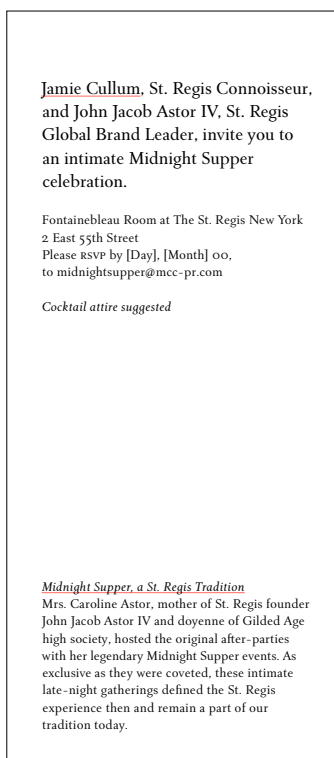 Jamie Cullum, St. Regis Connoisseur,
and John Jacob Astor IV, St. Regis
Global Brand Leader, invite you to
an intimate Midnight Supper
celebration.
Fontainebleau Room at The St. Regis New York
2 East 55th Street
Please RSVP by [Day], [Month] 00,
to midnightsupper@mcc-pr.com
Cocktail attire suggested
Midnight Supper, a St. Regis Tradition
Mrs. Caroline Astor, mother of St. Regis founder
John Jacob Astor IV and doyenne of Gilded Age
high society, hosted the original after-parties
with her legendary Midnight Supper events. As
exclusive as they were coveted, these intimate
late-night gatherings defined the St. Regis
experience then and remain a part of our
tradition today.